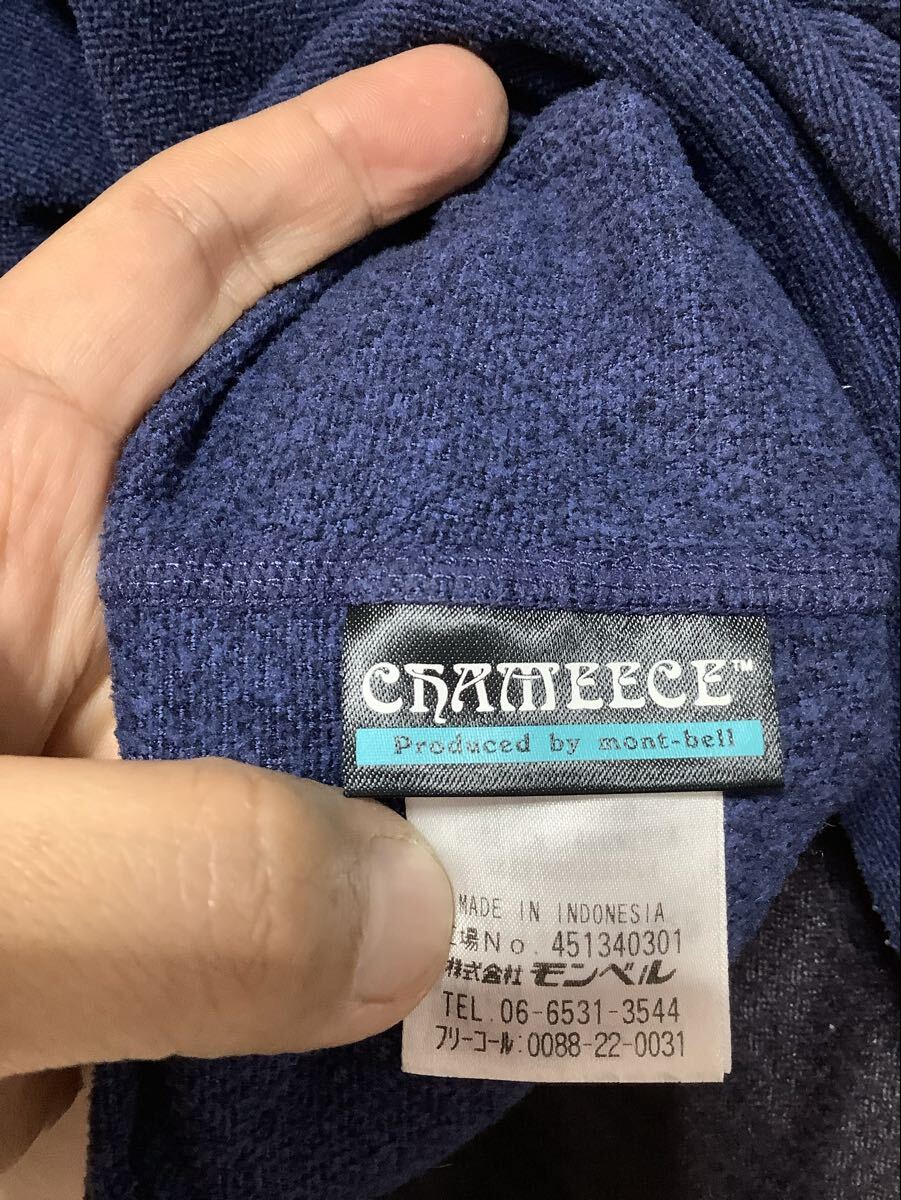 CHAMEECE™
Produced by mont-bell
MADE IN INDONESIA
場No. 451340301
株式会社 モンベル
TEL. 06-6531-3544
フリーコール:0088-22-0031